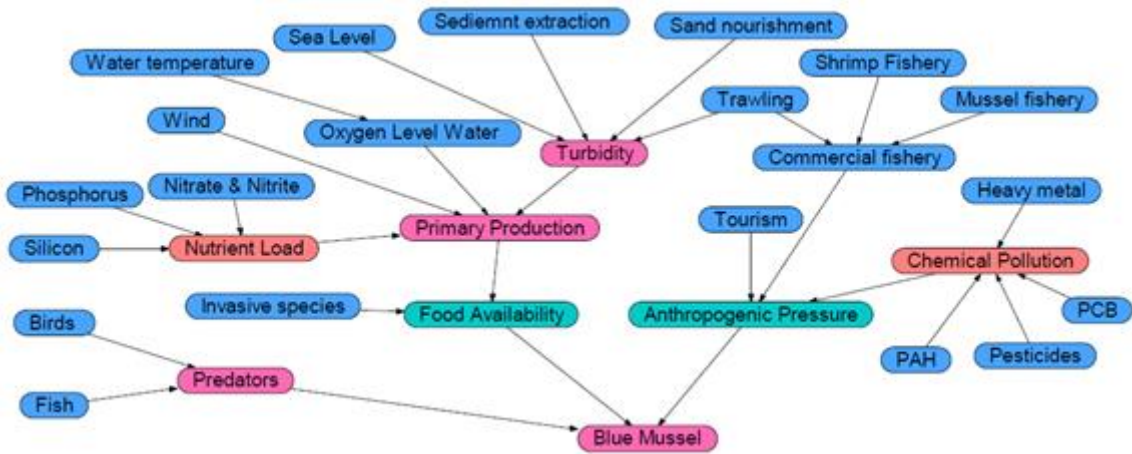 Sediemnt extraction
Sand nourishment
Sea Level
Water temperature
Shrimp Fishery
Trawling
Mussel fishery
Wind
Oxygen Level Water
Turbidity
Commercial fishery
Phosphorus
Nitrate & Nitrite
Heavy metal
Primary Production
Tourism
Silicon
Nutrient Load
Chemical Pollution
Invasive species
Food Availability
Anthropogenic Pressure
PCB
Birds
PAH
Pesticides
Predators
Fish
Blue Mussel